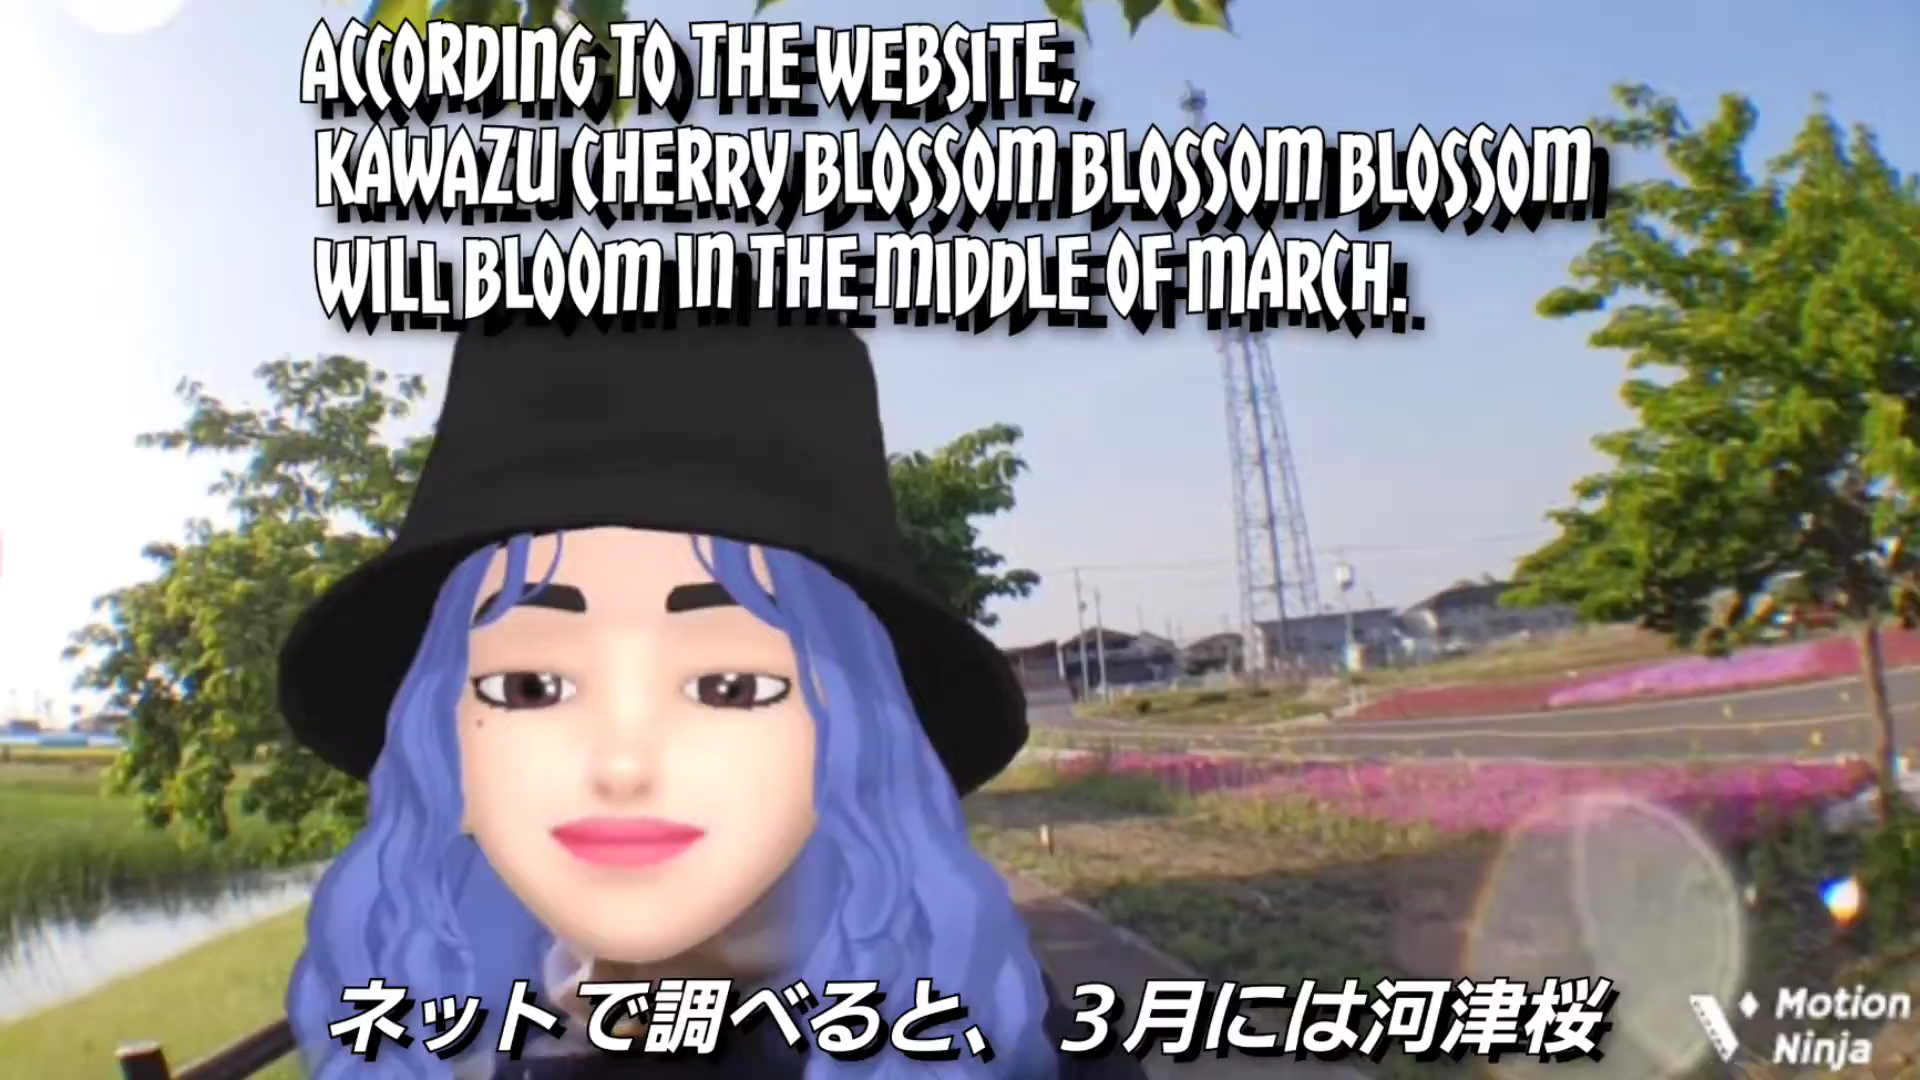 ACCORDING TO THE WEBSITE,
KAWAZU CHERRY BLOSSOM BLOSSOM BLOSSOM
WILL BLOOM IN THE MIDDLE OF MARCH.
ネットで調べると、３月には河津桜
Motion
Ninja